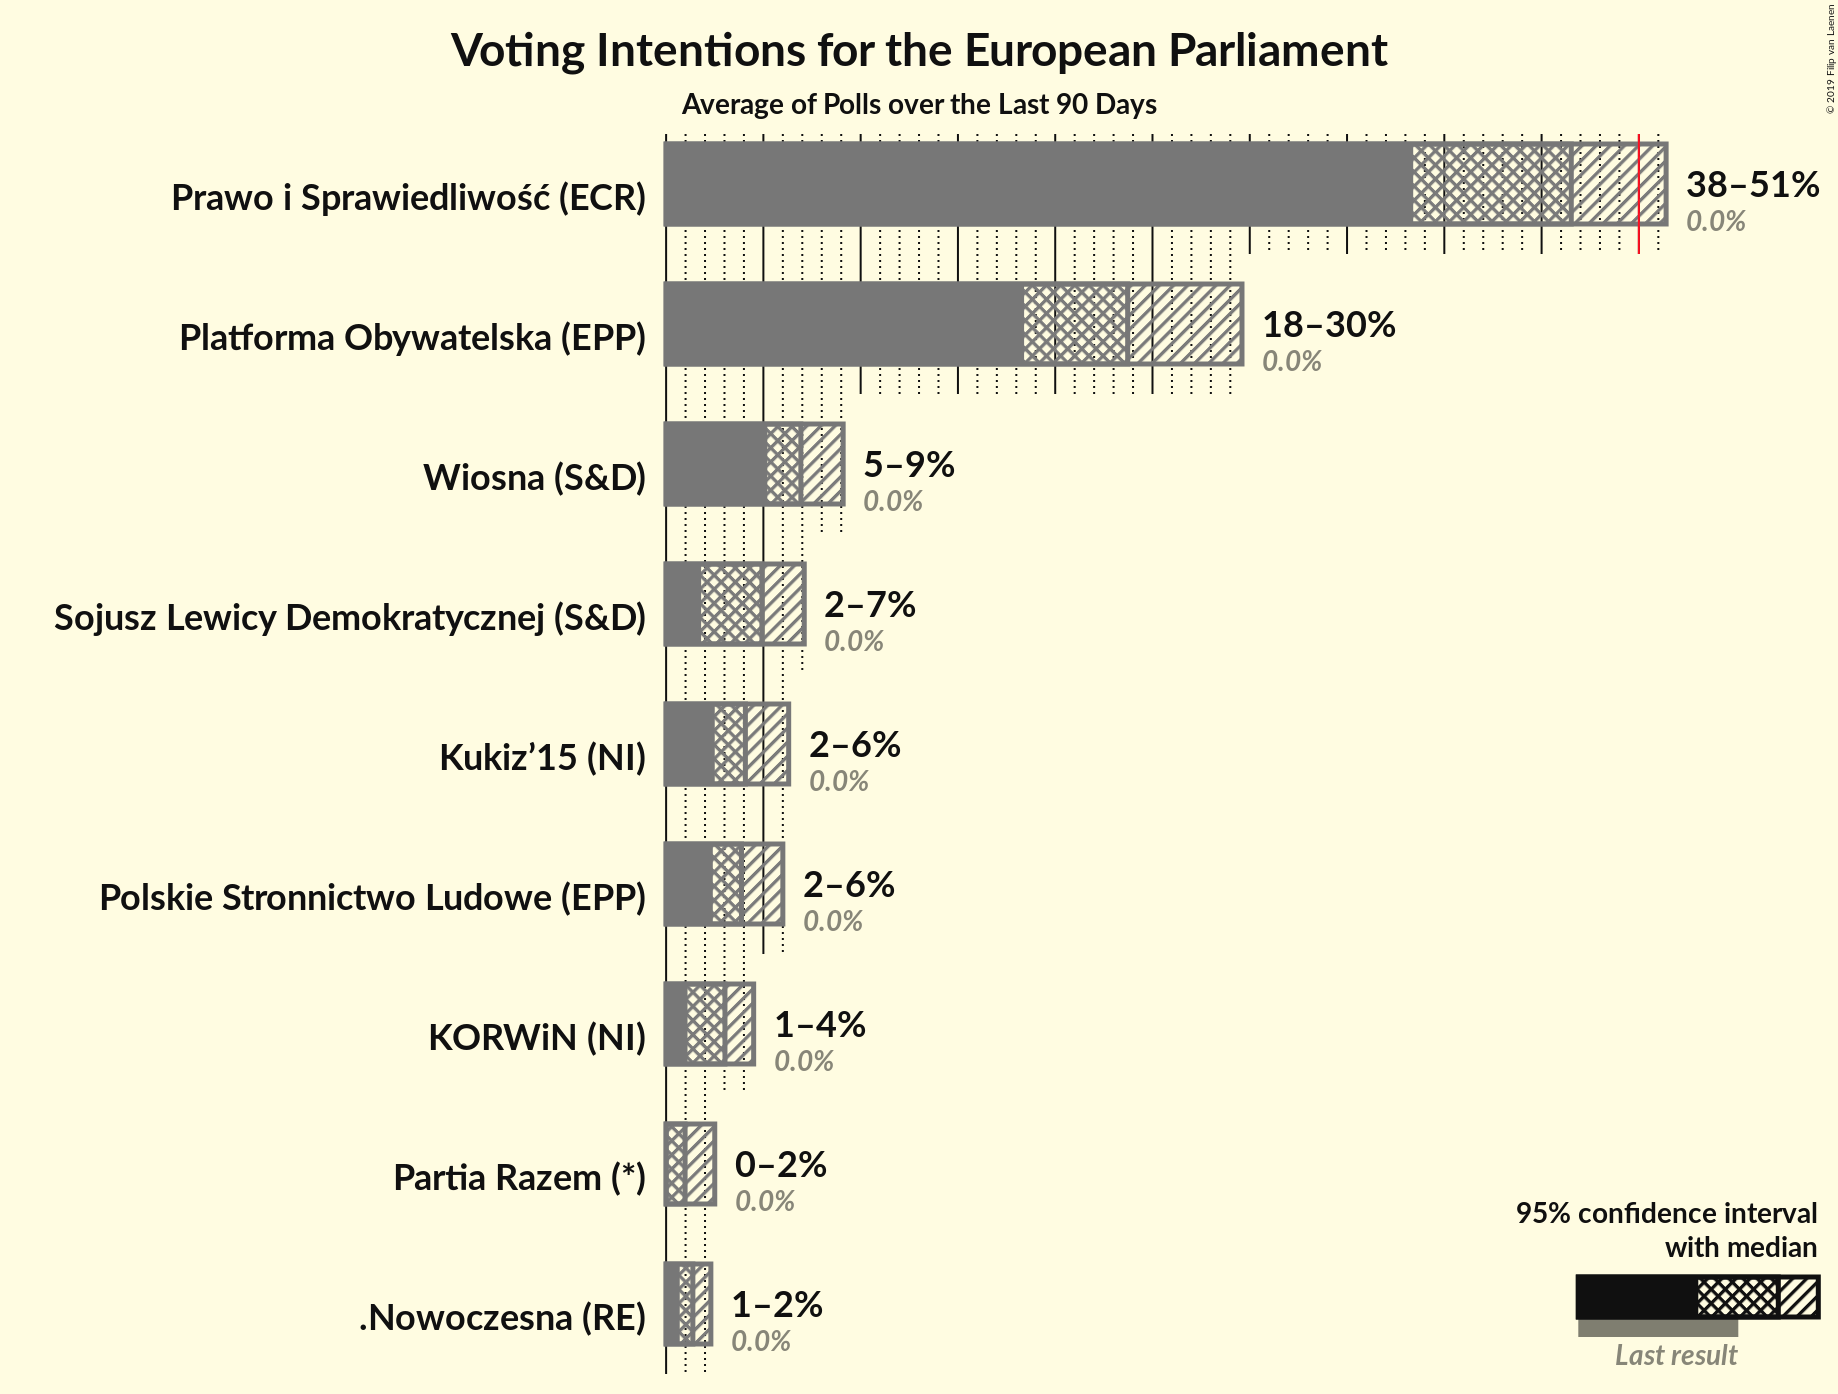 Voting Intentions for the European Parliament
Average of Polls over the Last 90 Days
© 2019 Filip van Laenen
Prawo i Sprawiedliwość (ECR)
38–51%
0.0%
Platforma Obywatelska (EPP)
18–30%
0.0%
Wiosna (S&D)
5–9%
0.0%
Sojusz Lewicy Demokratycznej (S&D)
2–7%
0.0%
Kukiz’15 (NI)
2–6%
0.0%
Polskie Stronnictwo Ludowe (EPP)
2–6%
0.0%
KORWiN (NI)
1–4%
0.0%
Partia Razem (*)
0–2%
0.0%
.Nowoczesna (RE)
1–2%
0.0%
95% confidence interval
with median
Last result